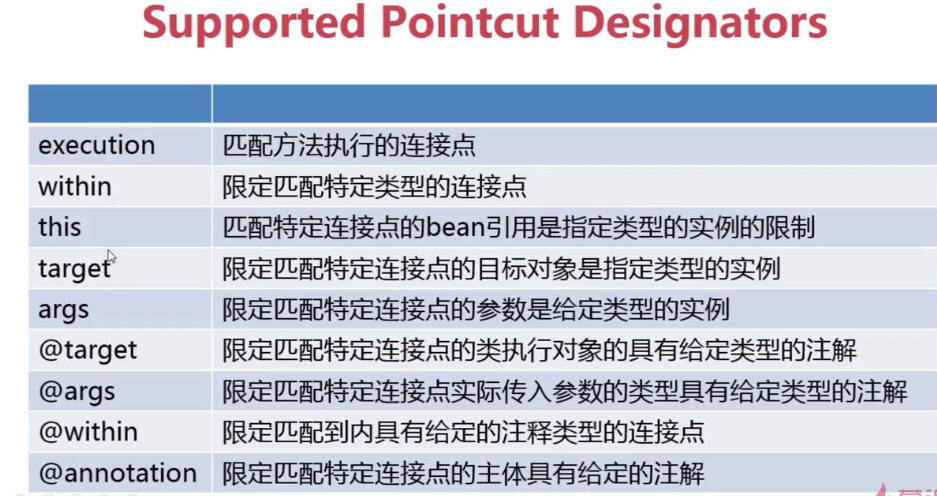 Supported Pointcut Designators
execution 匹配方法执行的连接点
within 限定匹配特定类型的连接点
this 匹配特定连接点的bean引用是指定类型的实例的限制
target 限定匹配特定连接点的目标对象是指定类型的实例
args 限定匹配特定连接点的参数是给定类型的实例
@target 限定匹配特定连接点的类执行对象的具有给定类型的注解
@args 限定匹配特定连接点实际传入参数的类型具有给定类型的注解
@within 限定匹配到内具有给定的注释类型的连接点
@annotation 限定匹配特定连接点的主体具有给定的注解